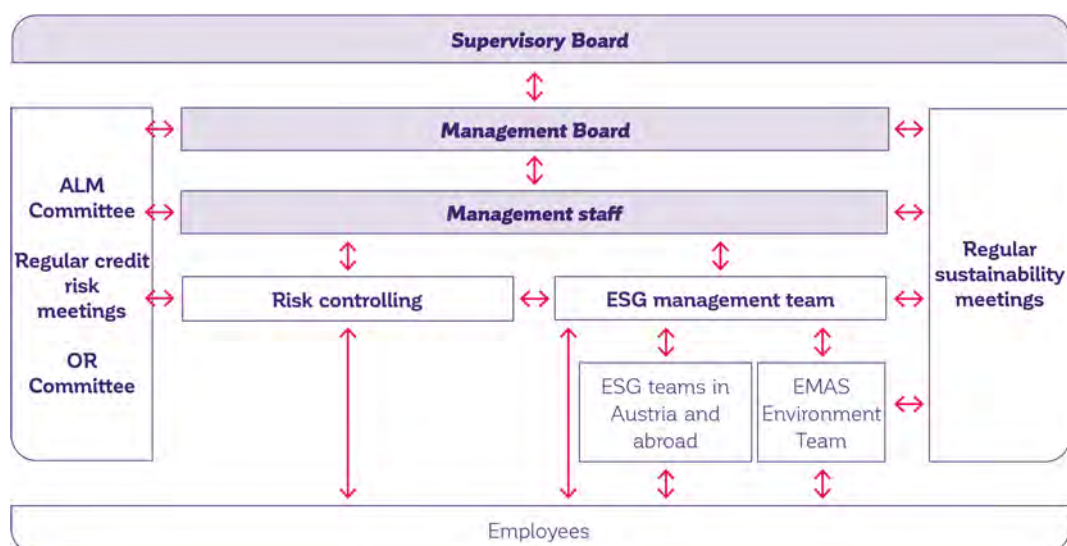 Supervisory Board
Management Board
Management staff
ALM
Committee
Regular credit
risk
meetings
OR
Committee
Risk controlling
ESG management team
Regular
sustainability
meetings
ESG teams in
Austria and
abroad
EMAS
Environment
Team
Employees